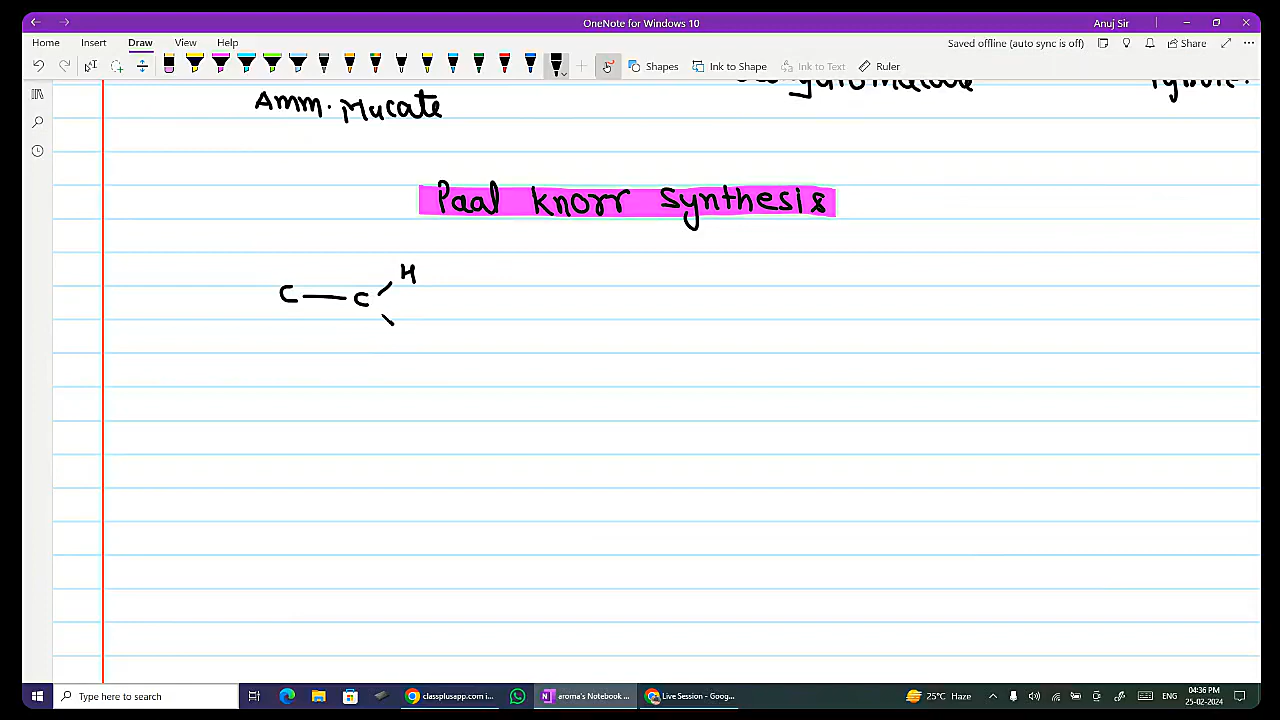 OneNote for Windows 10
Anuj Sir
Home Insert Draw View Help
Saved offline (auto sync is off)
Share
Shapes
Ink to Shape
Ink to Text
Ruler
Amm. Mucate
Paal knorr synthesis
H
C — C
Type here to search
classplusapp.com i...
aroma's Notebook ...
Live Session - Goog...
25°C Haze
ENG
04:36 PM
25-02-2024